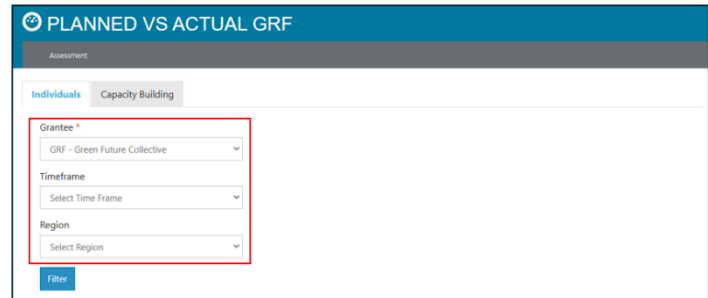 PLANNED VS ACTUAL GRF
Assessment
Individuals Capacity Building
Grantee *
GRF - Green Future Collective
Timeframe
Select Time Frame
Region
Select Region
Filter